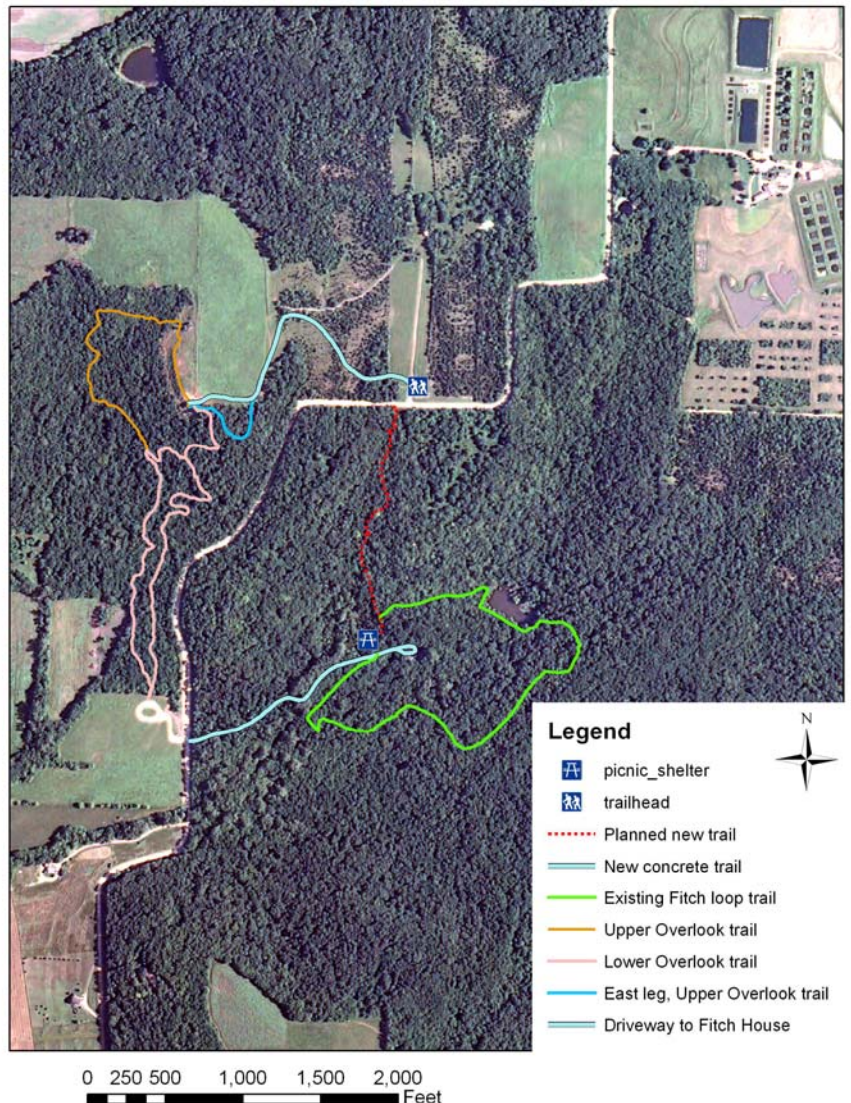 Legend
N
picnic_shelter
trailhead
Planned new trail
New concrete trail
Existing Fitch loop trail
Upper Overlook trail
Lower Overlook trail
East leg, Upper Overlook trail
Driveway to Fitch House
0 250 500 1,000 1,500 2,000
Feet